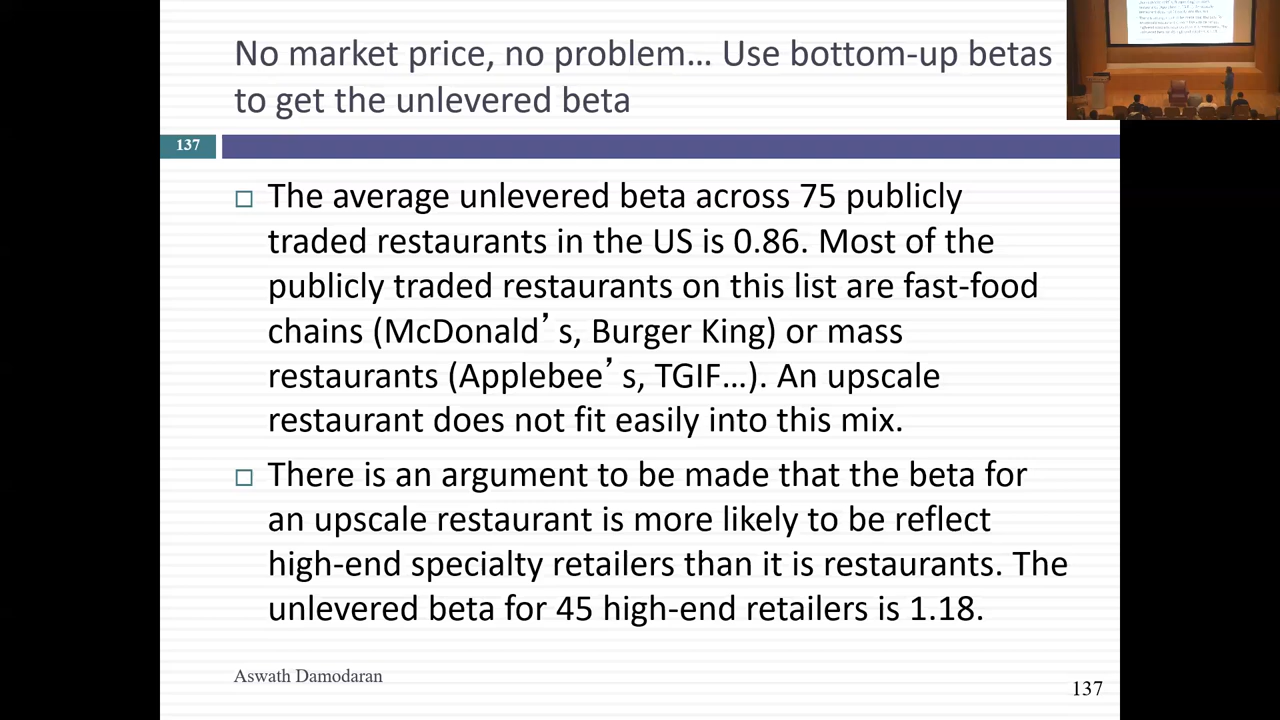 No market price, no problem… Use bottom-up betas
to get the unlevered beta
137
The average unlevered beta across 75 publicly
traded restaurants in the US is 0.86. Most of the
publicly traded restaurants on this list are fast-food
chains (McDonald’s, Burger King) or mass
restaurants (Applebee’s, TGIF…). An upscale
restaurant does not fit easily into this mix.
There is an argument to be made that the beta for
an upscale restaurant is more likely to be reflect
high-end specialty retailers than it is restaurants. The
unlevered beta for 45 high-end retailers is 1.18.
Aswath Damodaran
137